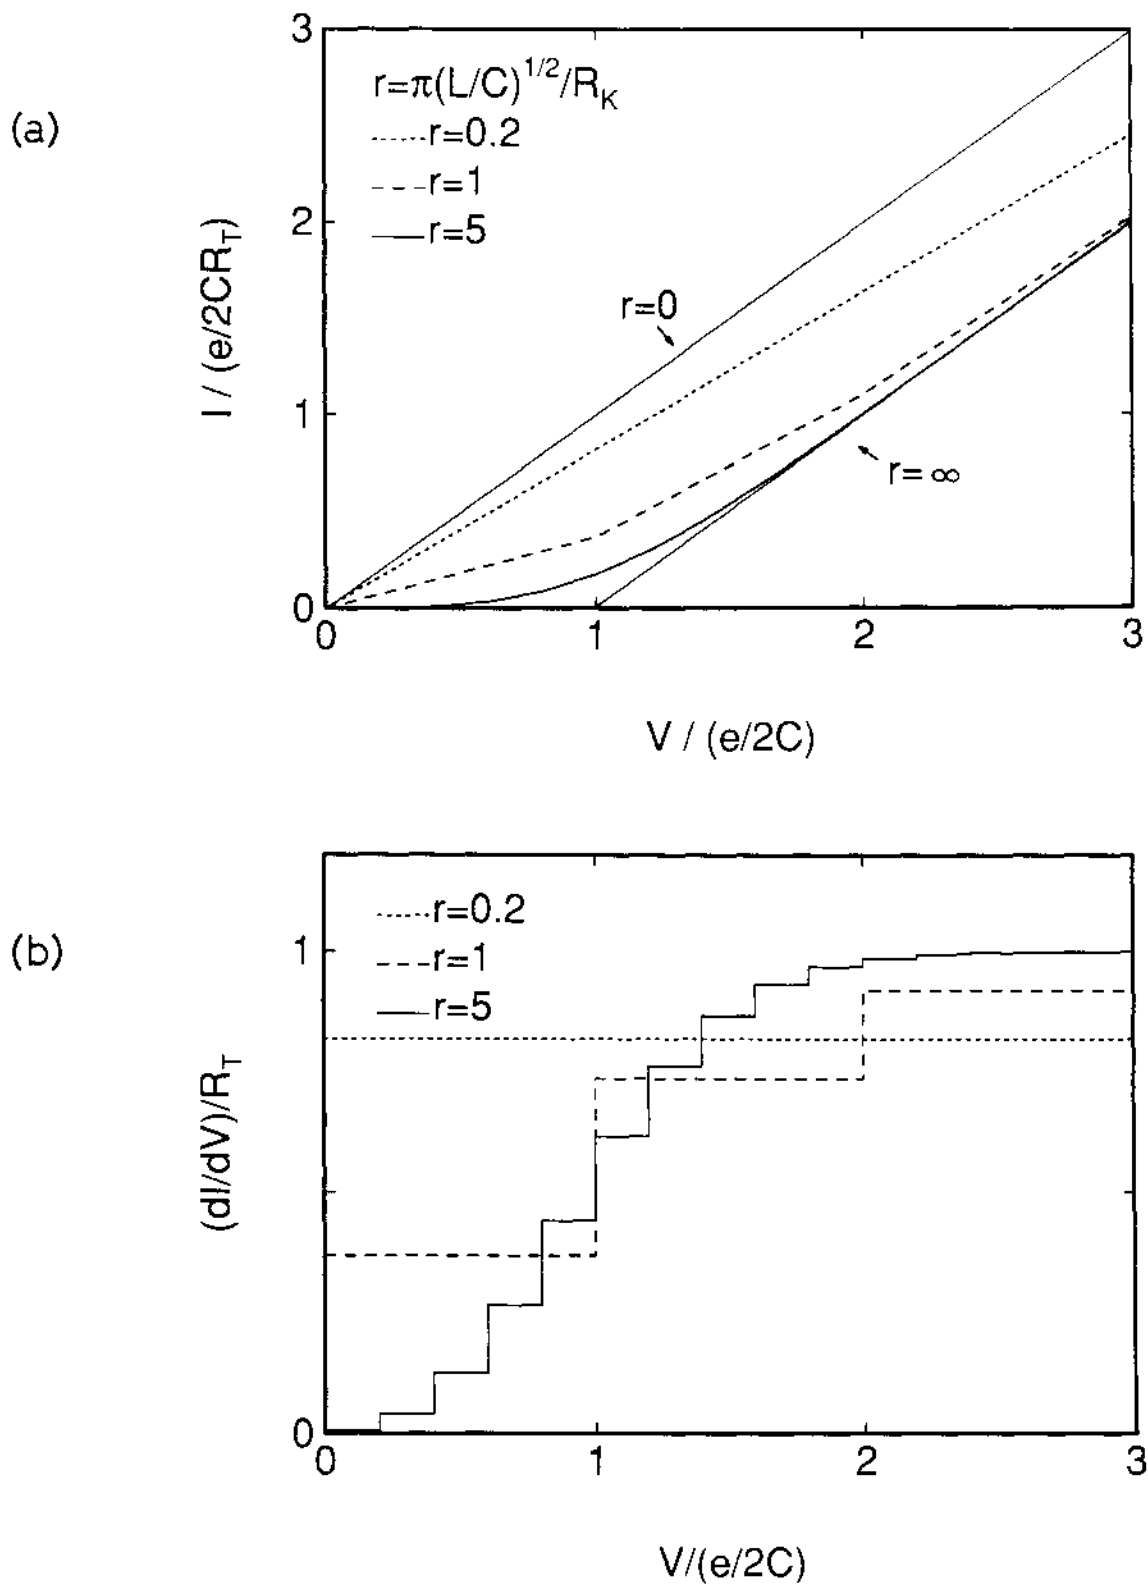 (a)
3
2
1
0
I / (e/2CR_T)
r=π(L/C)^{1/2}/R_K
r=0.2
r=1
r=5
r=0
r=∞
0 1 2 3
V / (e/2C)
(b)
1
0
(dI/dV)/R_T
r=0.2
r=1
r=5
0 1 2 3
V/(e/2C)